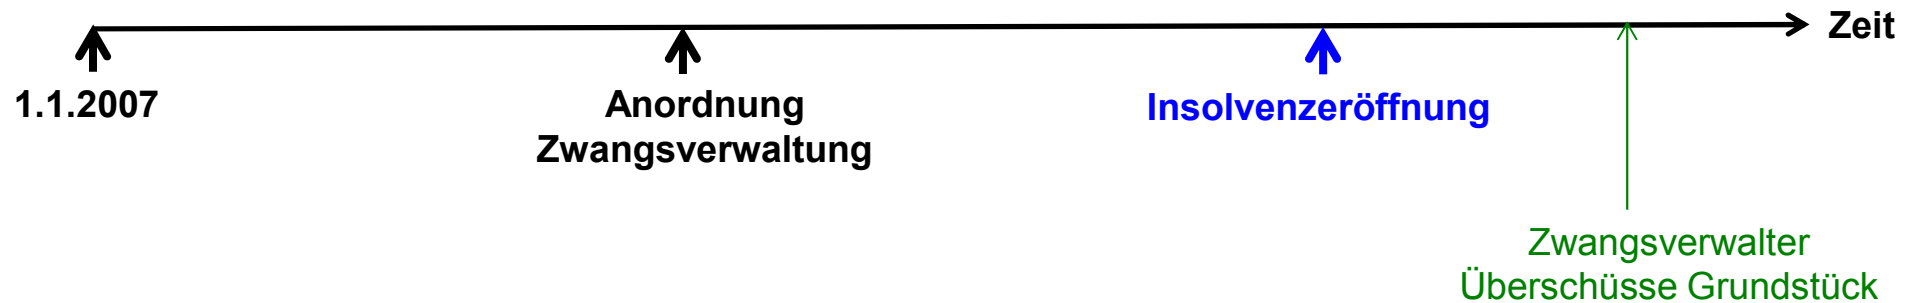 Zeit
1.1.2007
Anordnung
Zwangsverwaltung
Insolvenzeröffnung
Zwangsverwalter
Überschüsse Grundstück